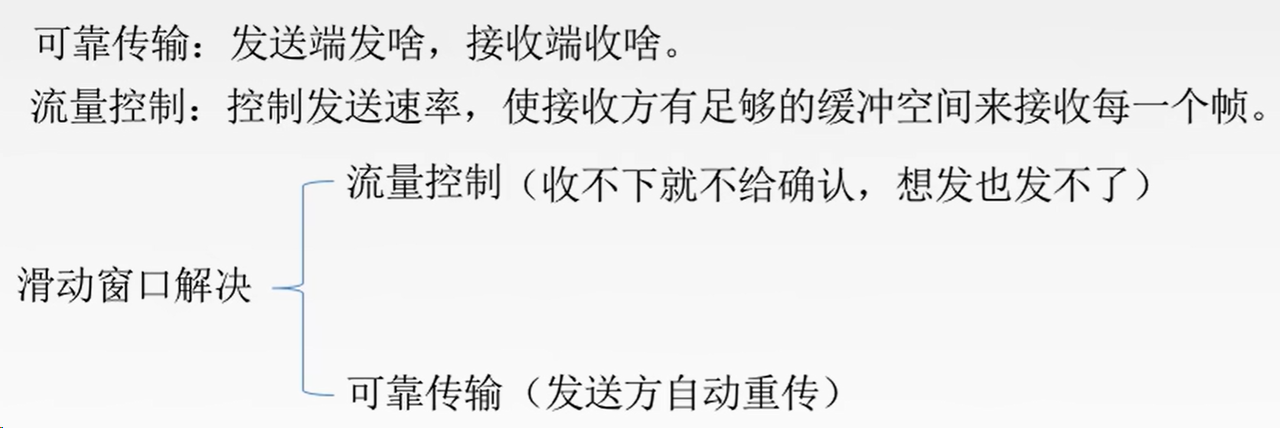 可靠传输：发送端发啥，接收端收啥。
流量控制：控制发送速率，使接收方有足够的缓冲空间来接收每一个帧。
流量控制（收不下就不给确认，想发也发不了）
滑动窗口解决
可靠传输（发送方自动重传）